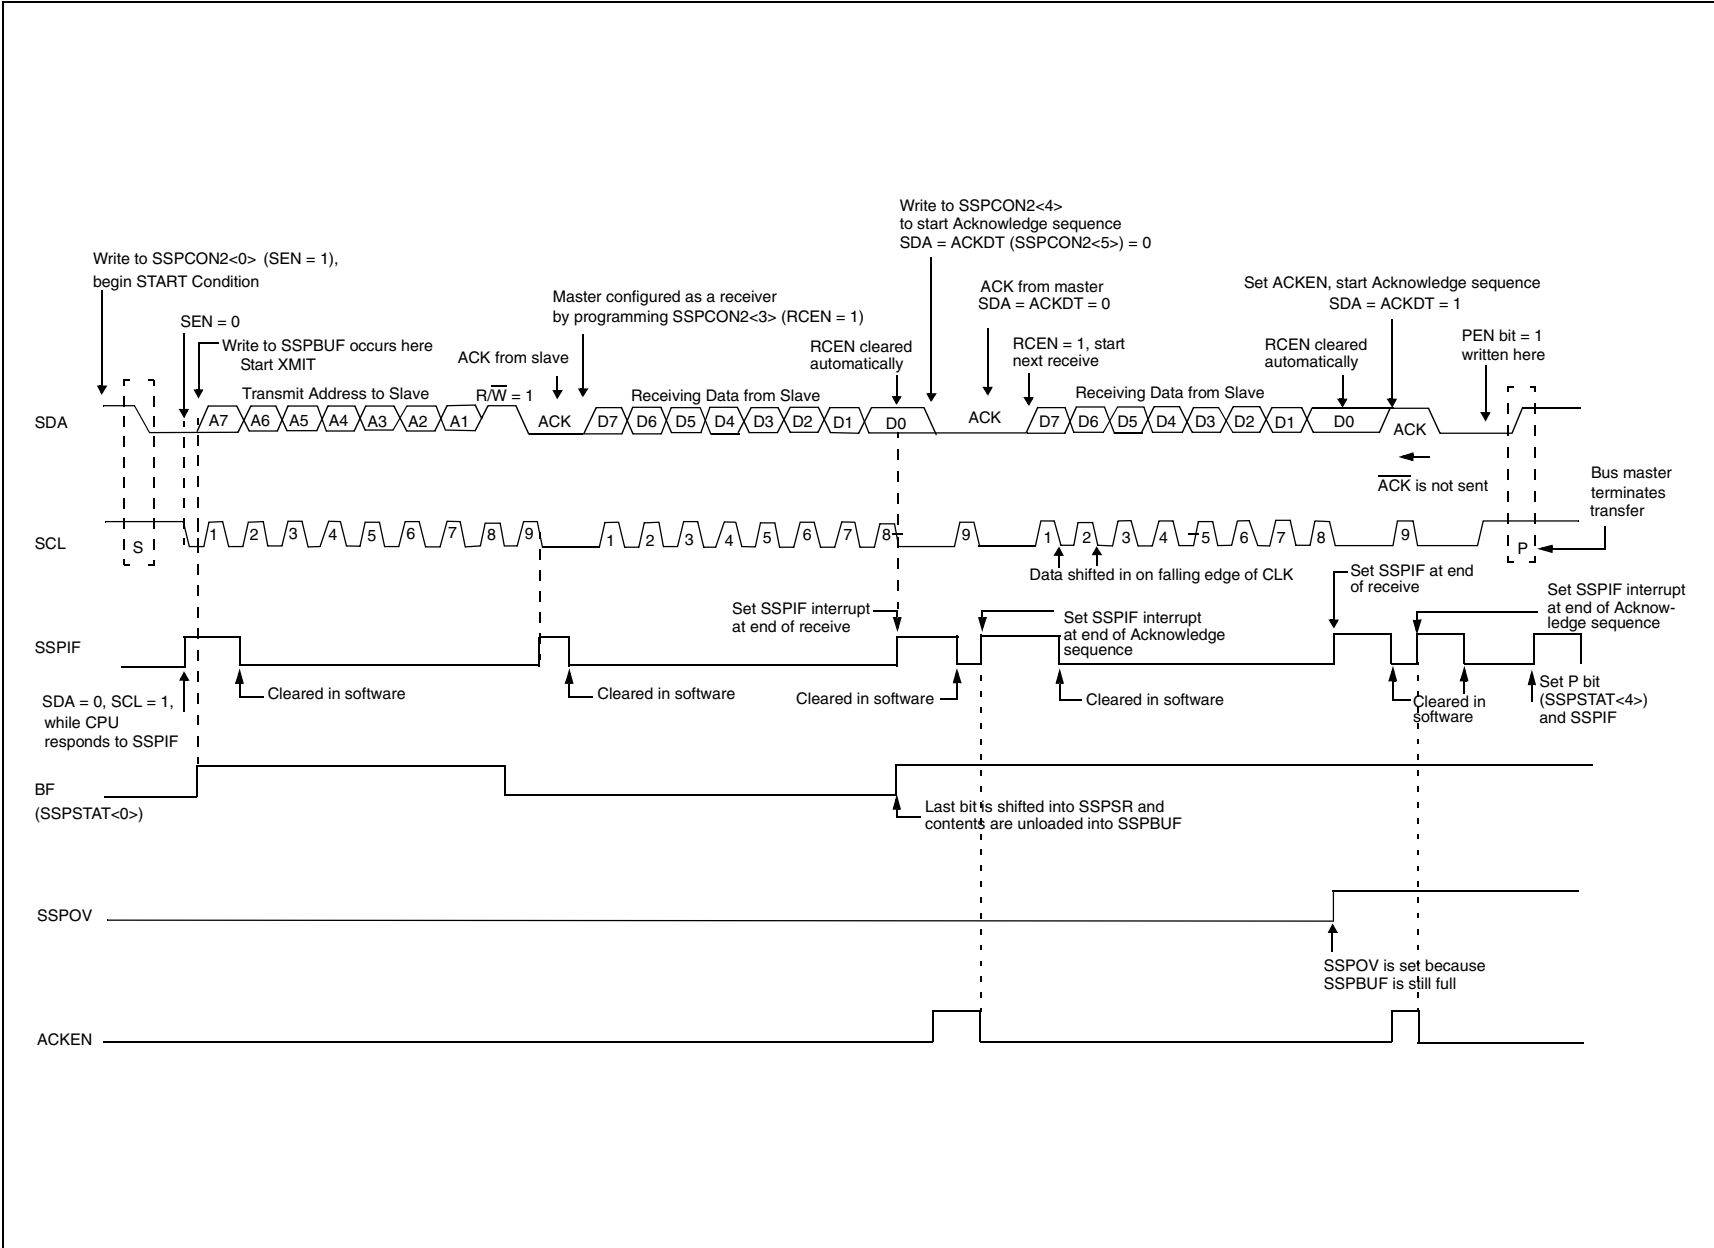 Write to SSPCON2<4>
to start Acknowledge sequence
SDA = ACKDT (SSPCON2<5>) = 0
Write to SSPCON2<0> (SEN = 1),
begin START Condition
Master configured as a receiver
by programming SSPCON2<3> (RCEN = 1)
ACK from master
SDA = ACKDT = 0
Set ACKEN, start Acknowledge sequence
SDA = ACKDT = 1
SEN = 0
Write to SSPBUF occurs here
Start XMIT
ACK from slave
RCEN cleared
automatically
RCEN = 1, start
next receive
RCEN cleared
automatically
PEN bit = 1
written here
Transmit Address to Slave
R/W = 1
Receiving Data from Slave
Receiving Data from Slave
SDA
A7 A6 A5 A4 A3 A2 A1 ACK D7 D6 D5 D4 D3 D2 D1 D0 ACK D7 D6 D5 D4 D3 D2 D1 D0 ACK
ACK is not sent
Bus master
terminates
transfer
SCL
S 1 2 3 4 5 6 7 8 9 1 2 3 4 5 6 7 8 9 1 2 3 4 5 6 7 8 9 P
Data shifted in on falling edge of CLK
Set SSPIF at end
of receive
Set SSPIF interrupt
at end of receive
Set SSPIF interrupt
at end of Acknowledge
sequence
Set SSPIF interrupt
at end of Acknow-
ledge sequence
SSPIF
Cleared in software
Cleared in software
Cleared in software
Cleared in software
Cleared in
software
Set P bit
(SSPSTAT<4>)
and SSPIF
SDA = 0, SCL = 1,
while CPU
responds to SSPIF
BF
(SSPSTAT<0>)
Last bit is shifted into SSPSR and
contents are unloaded into SSPBUF
SSPOV
SSPOV is set because
SSPBUF is still full
ACKEN